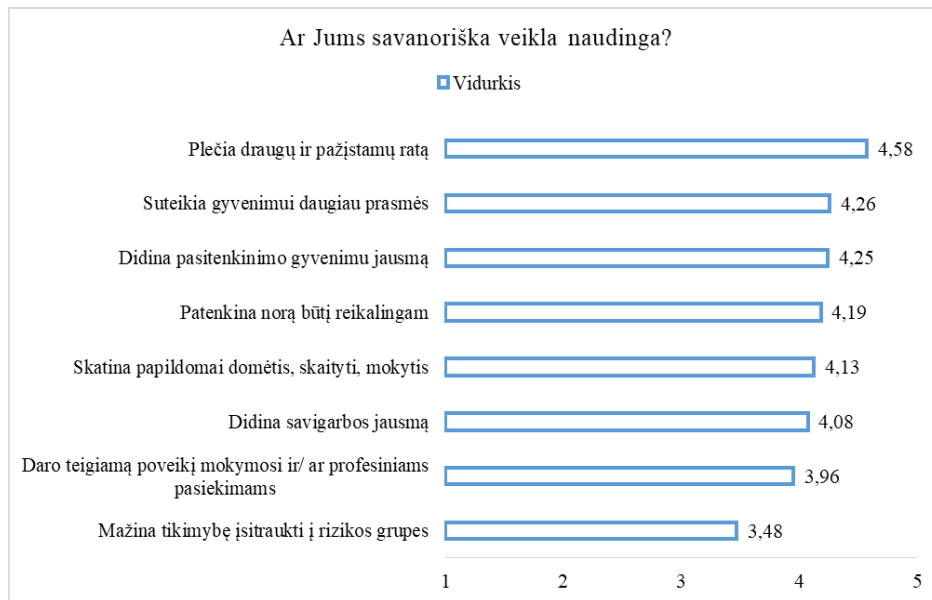 Ar Jums savanoriška veikla naudinga?
Vidurkis
Plečia draugų ir pažįstamų ratą 4,58
Suteikia gyvenimui daugiau prasmės 4,26
Didina pasitenkinimo gyvenimu jausmą 4,25
Patenkina norą būtį reikalingam 4,19
Skatina papildomai domėtis, skaityti, mokytis 4,13
Didina savigarbos jausmą 4,08
Daro teigiamą poveikį mokymosi ir/ ar profesiniams
pasiekimams 3,96
Mažina tikimybę įsitraukti į rizikos grupes 3,48
1 2 3 4 5